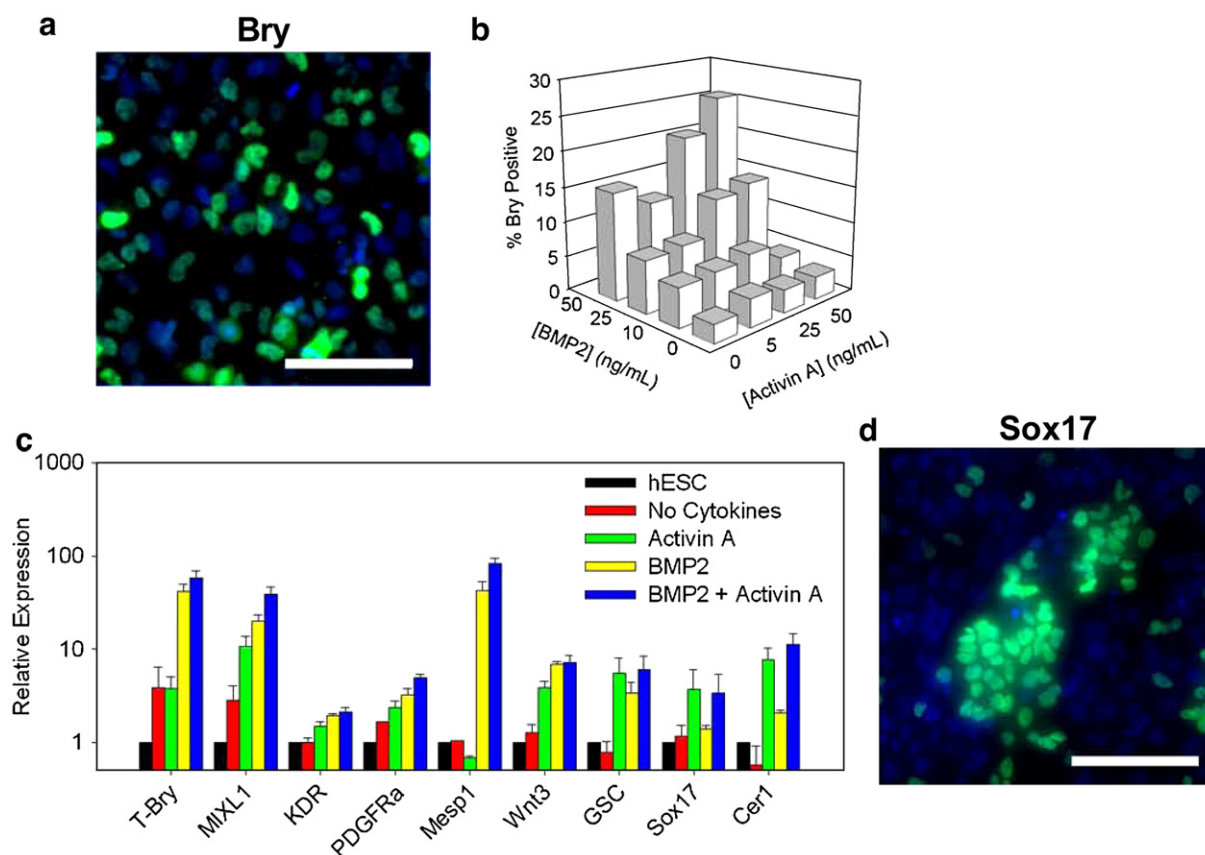 a
Bry
b
30
25
20
15
10
5
0
% Bry Positive
50
25
10
0
[BMP2] (ng/mL)
0
5
25
50
[Activin A] (ng/mL)
c
1000
100
10
1
Relative Expression
hESC
No Cytokines
Activin A
BMP2
BMP2 + Activin A
T-Bry
MIXL1
KDR
PDGFRa
Mesp1
Wnt3
GSC
Sox17
Cer1
d
Sox17